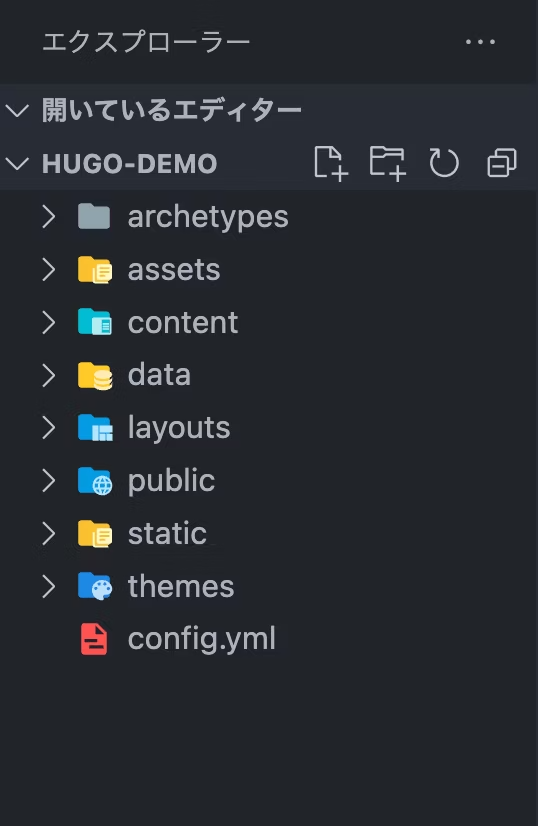 エクスプローラー
開いているエディター
HUGO-DEMO
archetypes
assets
content
data
layouts
public
static
themes
config.yml